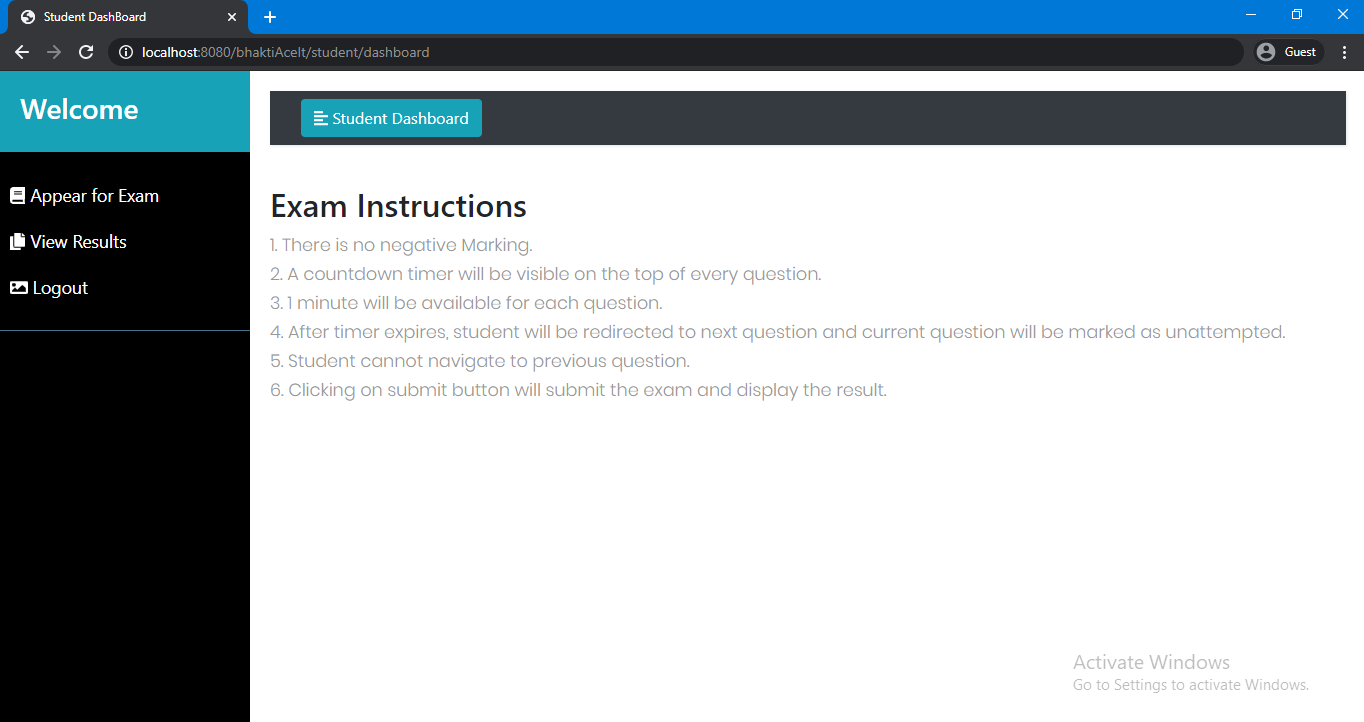 Student DashBoard
localhost:8080/bhaktiAceIt/student/dashboard
Guest
Welcome
Student Dashboard
Appear for Exam
View Results
Logout
Exam Instructions
1. There is no negative Marking.
2. A countdown timer will be visible on the top of every question.
3. 1 minute will be available for each question.
4. After timer expires, student will be redirected to next question and current question will be marked as unattempted.
5. Student cannot navigate to previous question.
6. Clicking on submit button will submit the exam and display the result.
Activate Windows
Go to Settings to activate Windows.